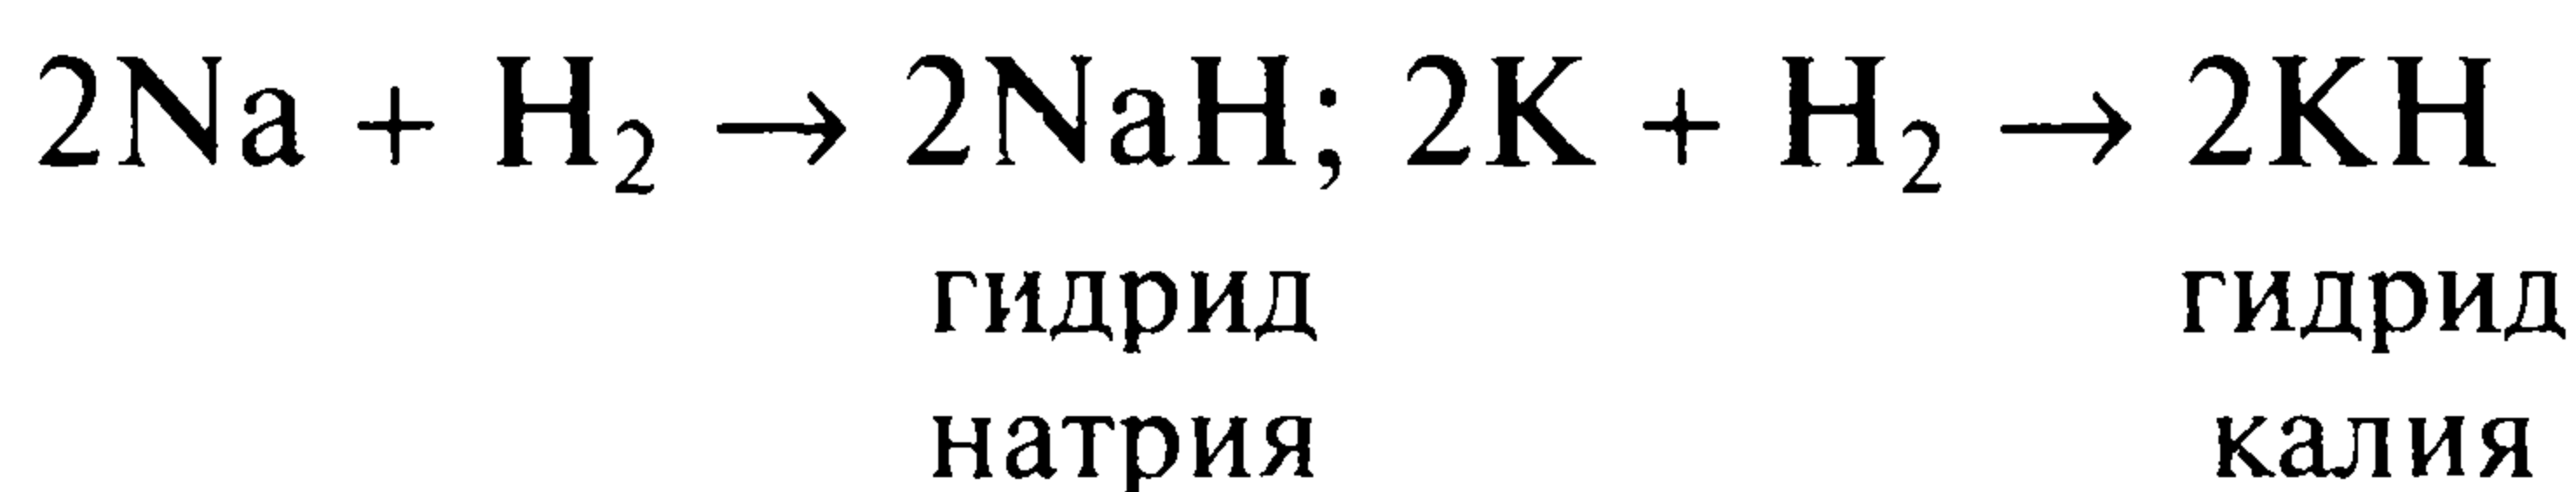 2Na + H₂ → 2NaH; 2K + H₂ → 2KH
гидрид гидрид
натрия калия